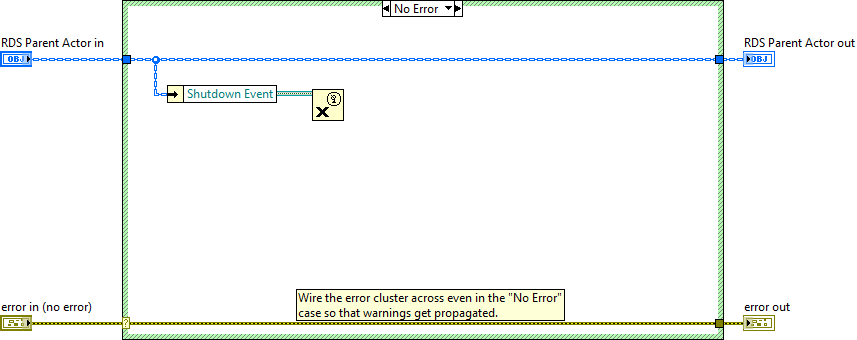 No Error
RDS Parent Actor in
RDS Parent Actor out
OBJ
OBJ
Shutdown Event
Wire the error cluster across even in the "No Error"
case so that warnings get propagated.
error in (no error)
error out
?